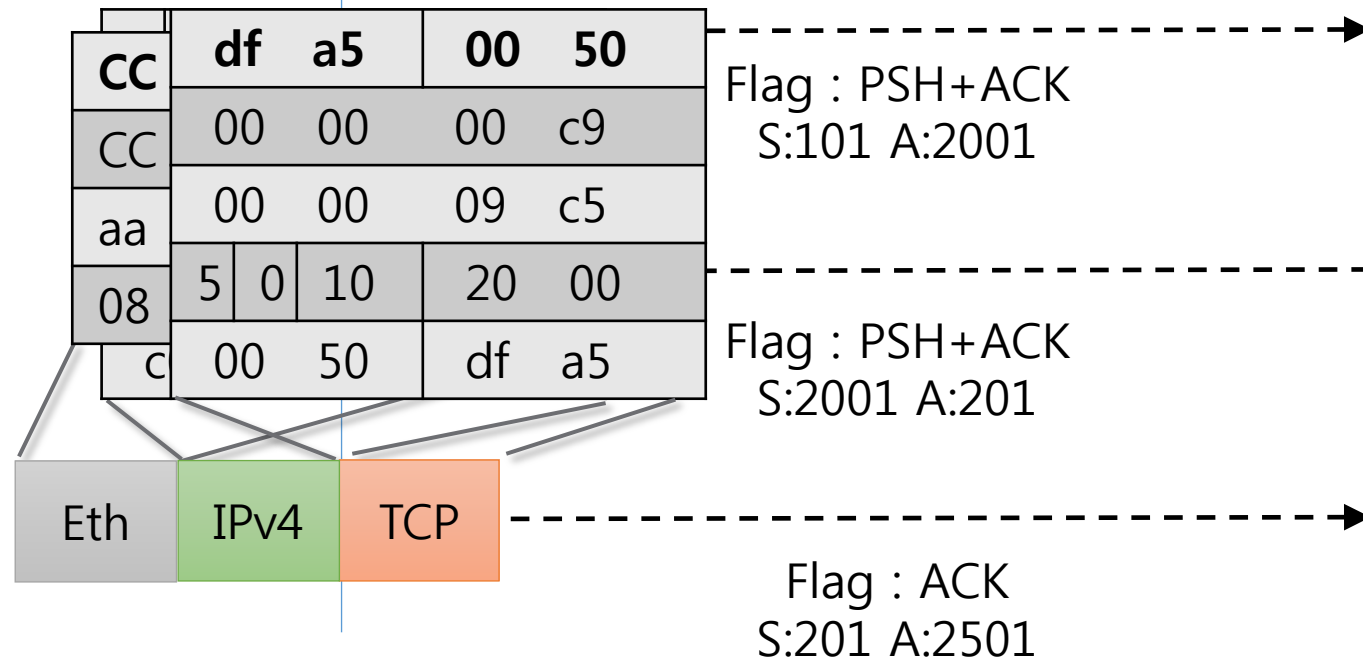 CC
CC
aa
08
c
df a5 00 50
00 00 00 c9
00 00 09 c5
5 0 10 20 00
00 50 df a5
Flag : PSH+ACK
S:101 A:2001
Flag : PSH+ACK
S:2001 A:201
Eth IPv4 TCP
Flag : ACK
S:201 A:2501